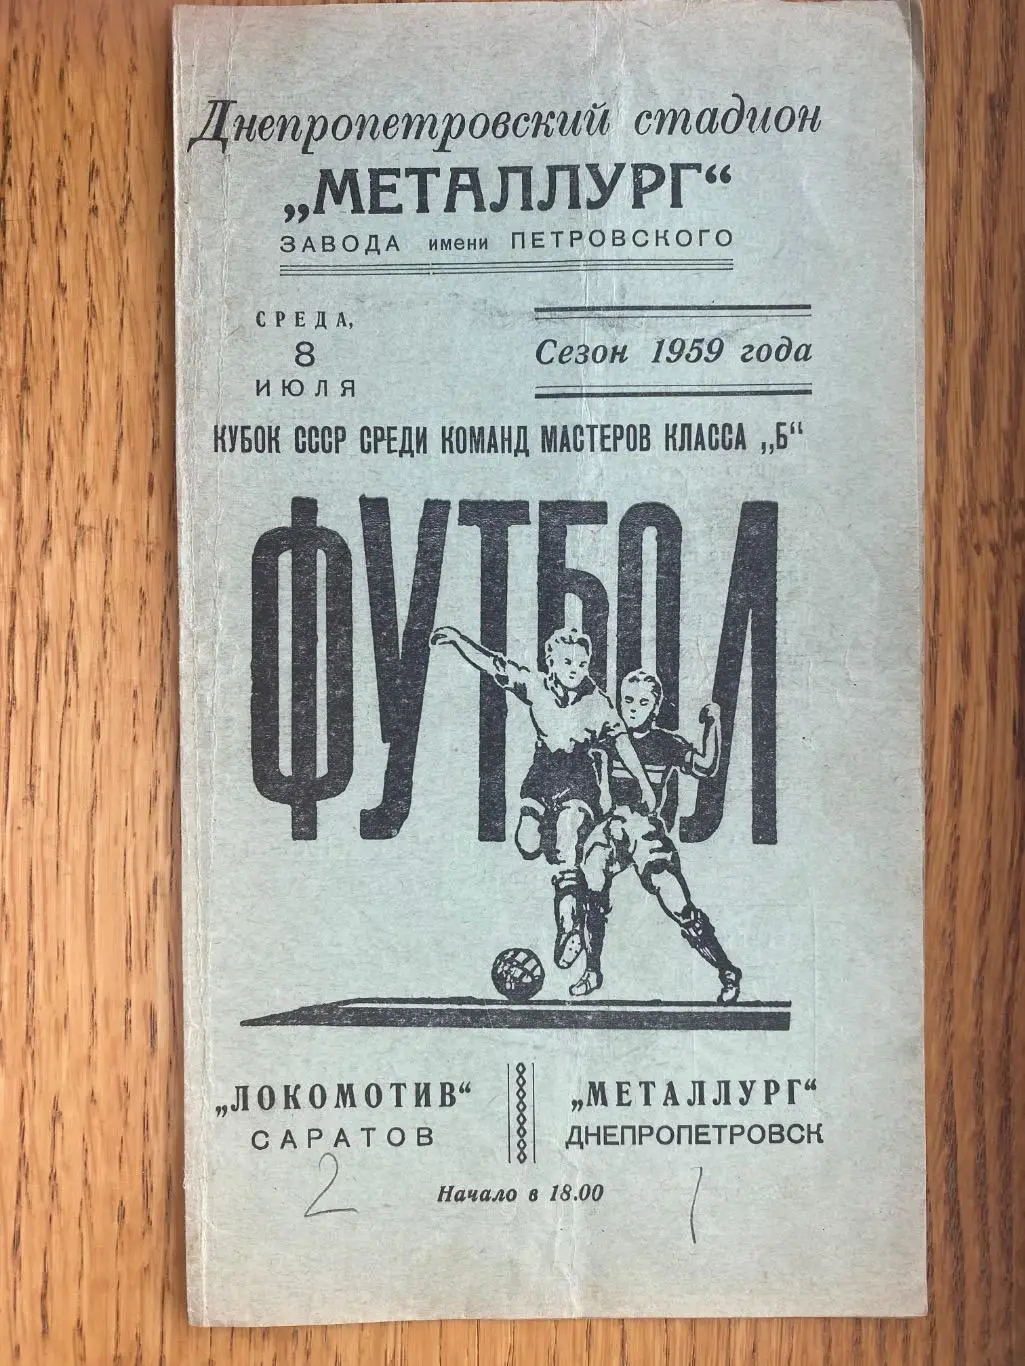 Днепропетровский стадион
„МЕТАЛЛУРГ“
ЗАВОДА имени ПЕТРОВСКОГО
СРЕДА,
8
ИЮЛЯ
Сезон 1959 года
КУБОК СССР СРЕДИ КОМАНД МАСТЕРОВ КЛАССА „Б“
ФУТБОЛ
„ЛОКОМОТИВ“
САРАТОВ
„МЕТАЛЛУРГ“
ДНЕПРОПЕТРОВСК
2
1
Начало в 18.00